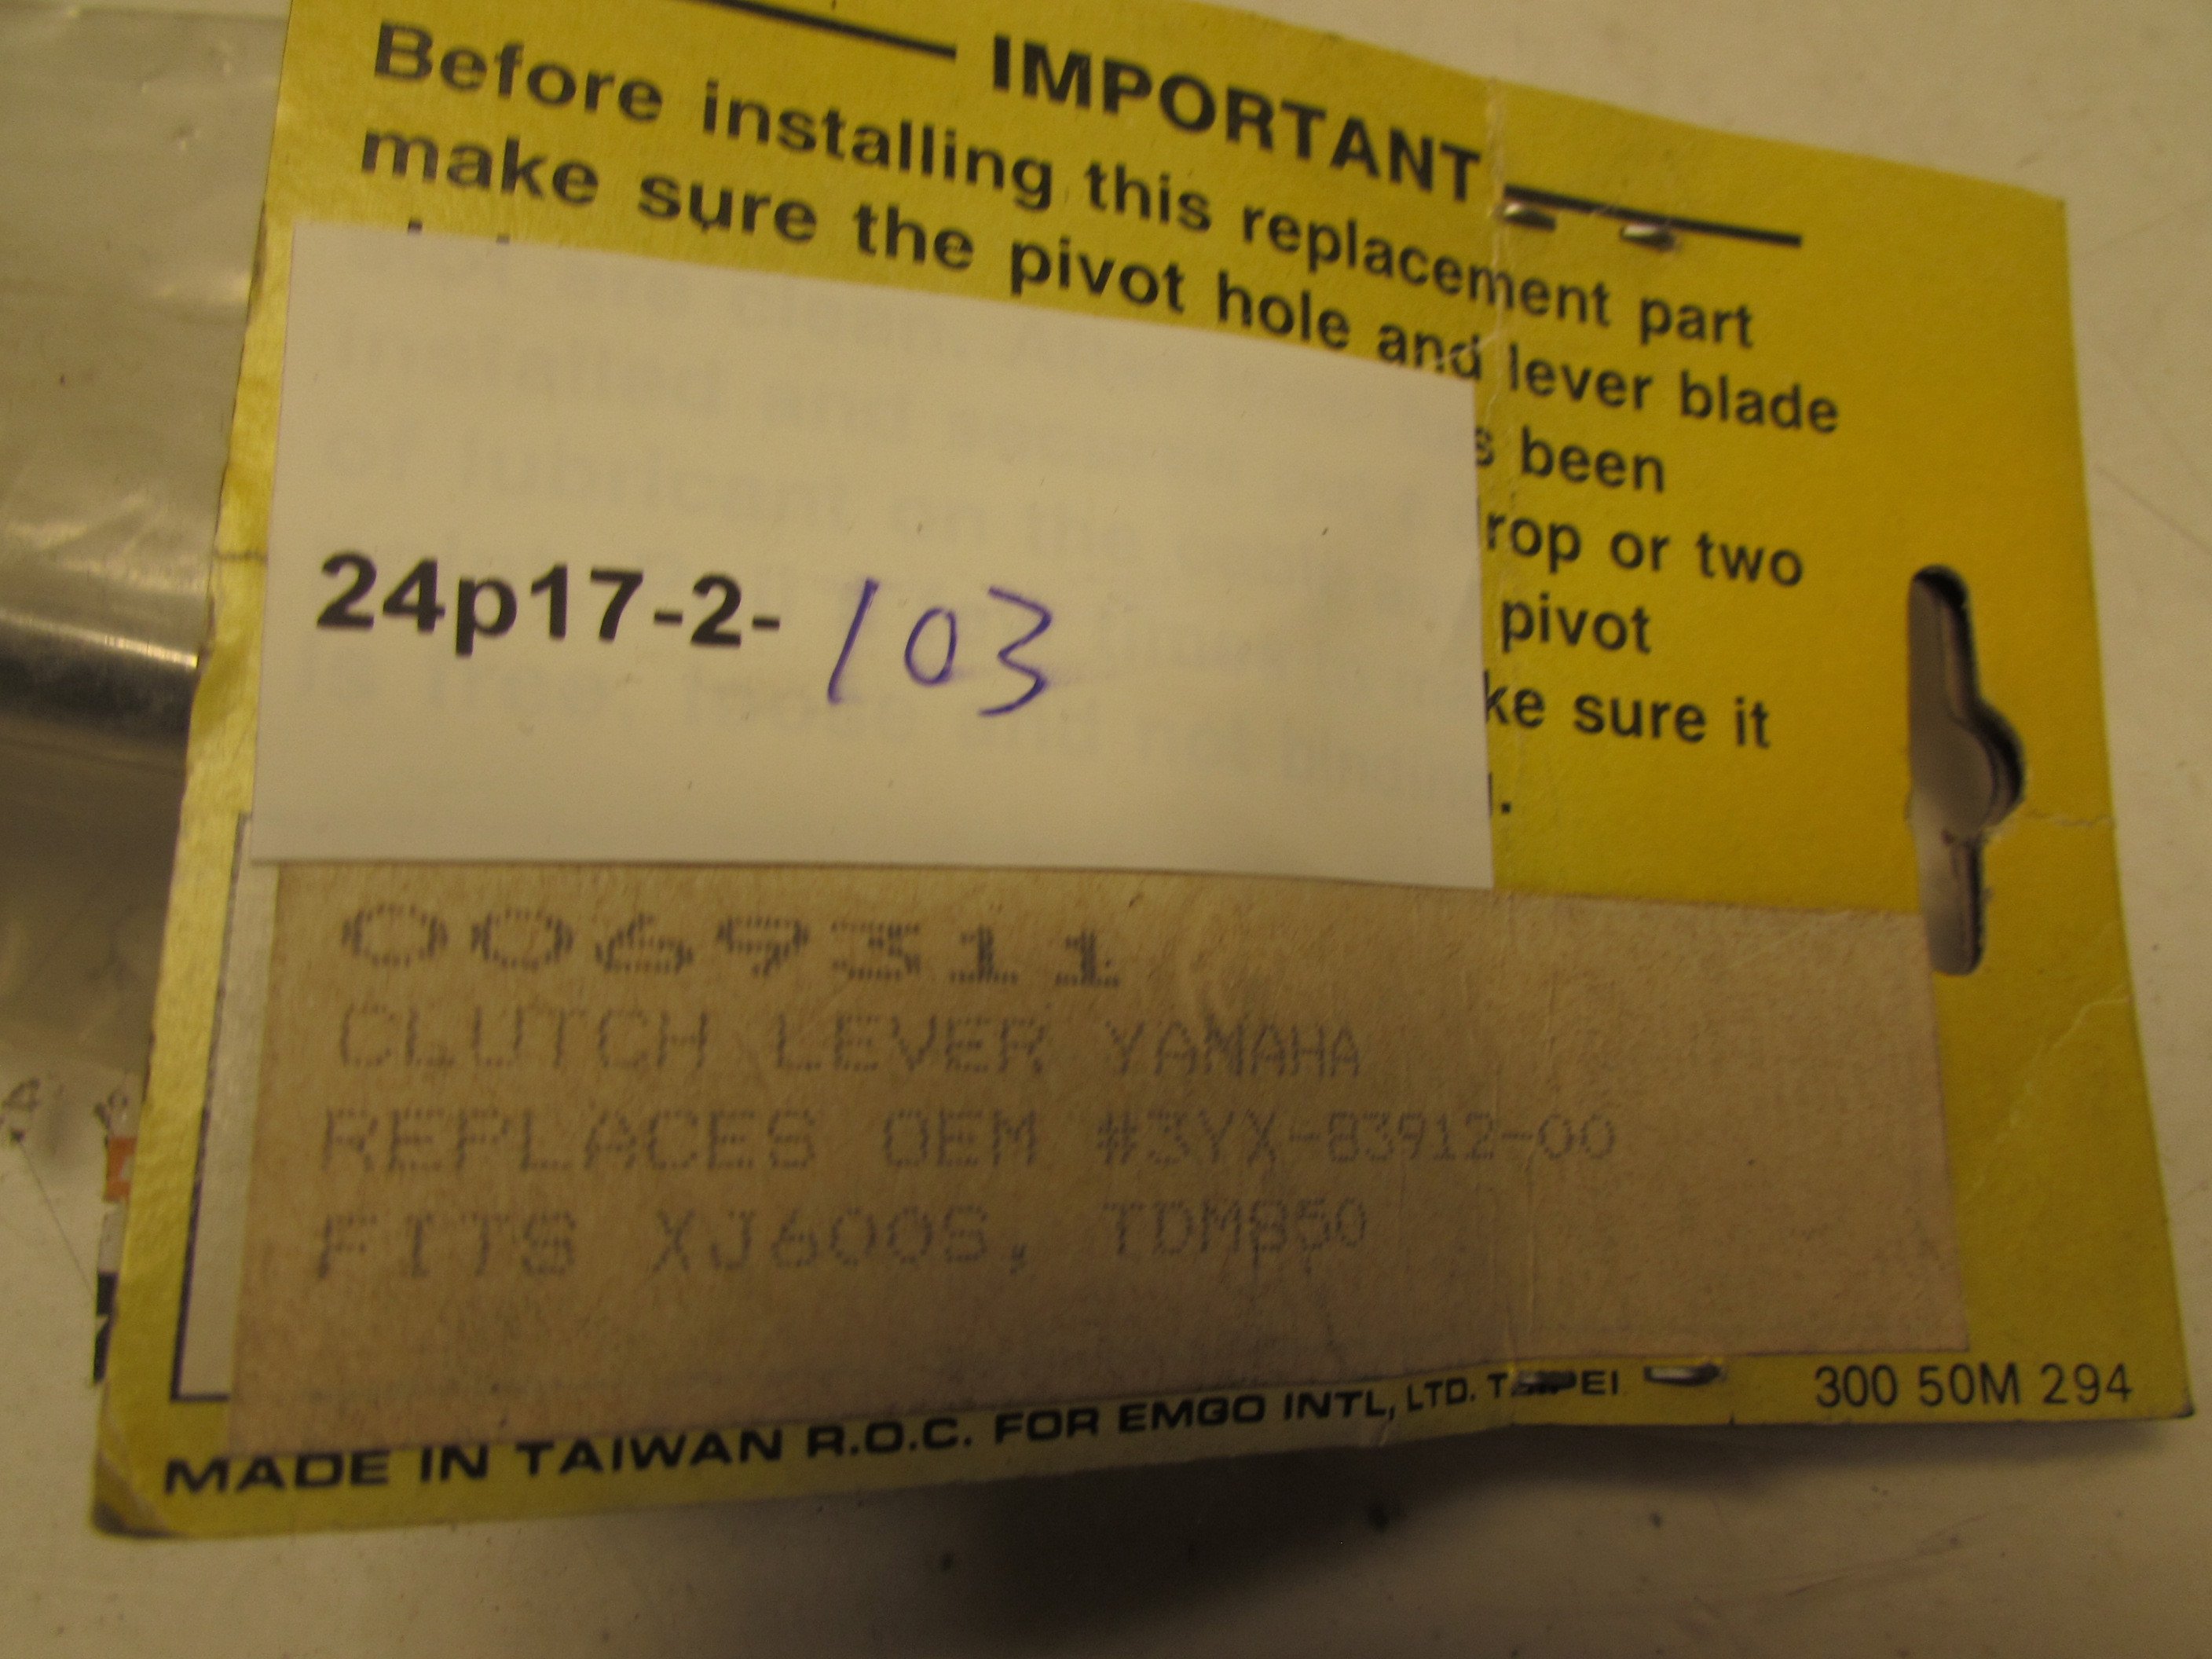 IMPORTANT
Before installing this replacement part
make sure the pivot hole and lever blade
been
rop or two
pivot
ke sure it
24p17-2-103
0069311
CLUTCH LEVER YAMAHA
REPLACES OEM #3YX-83912-00
FITS XJ600S, TDM850
MADE IN TAIWAN R.O.C. FOR EMGO INTL, LTD. TAIPEI
300 50M 294